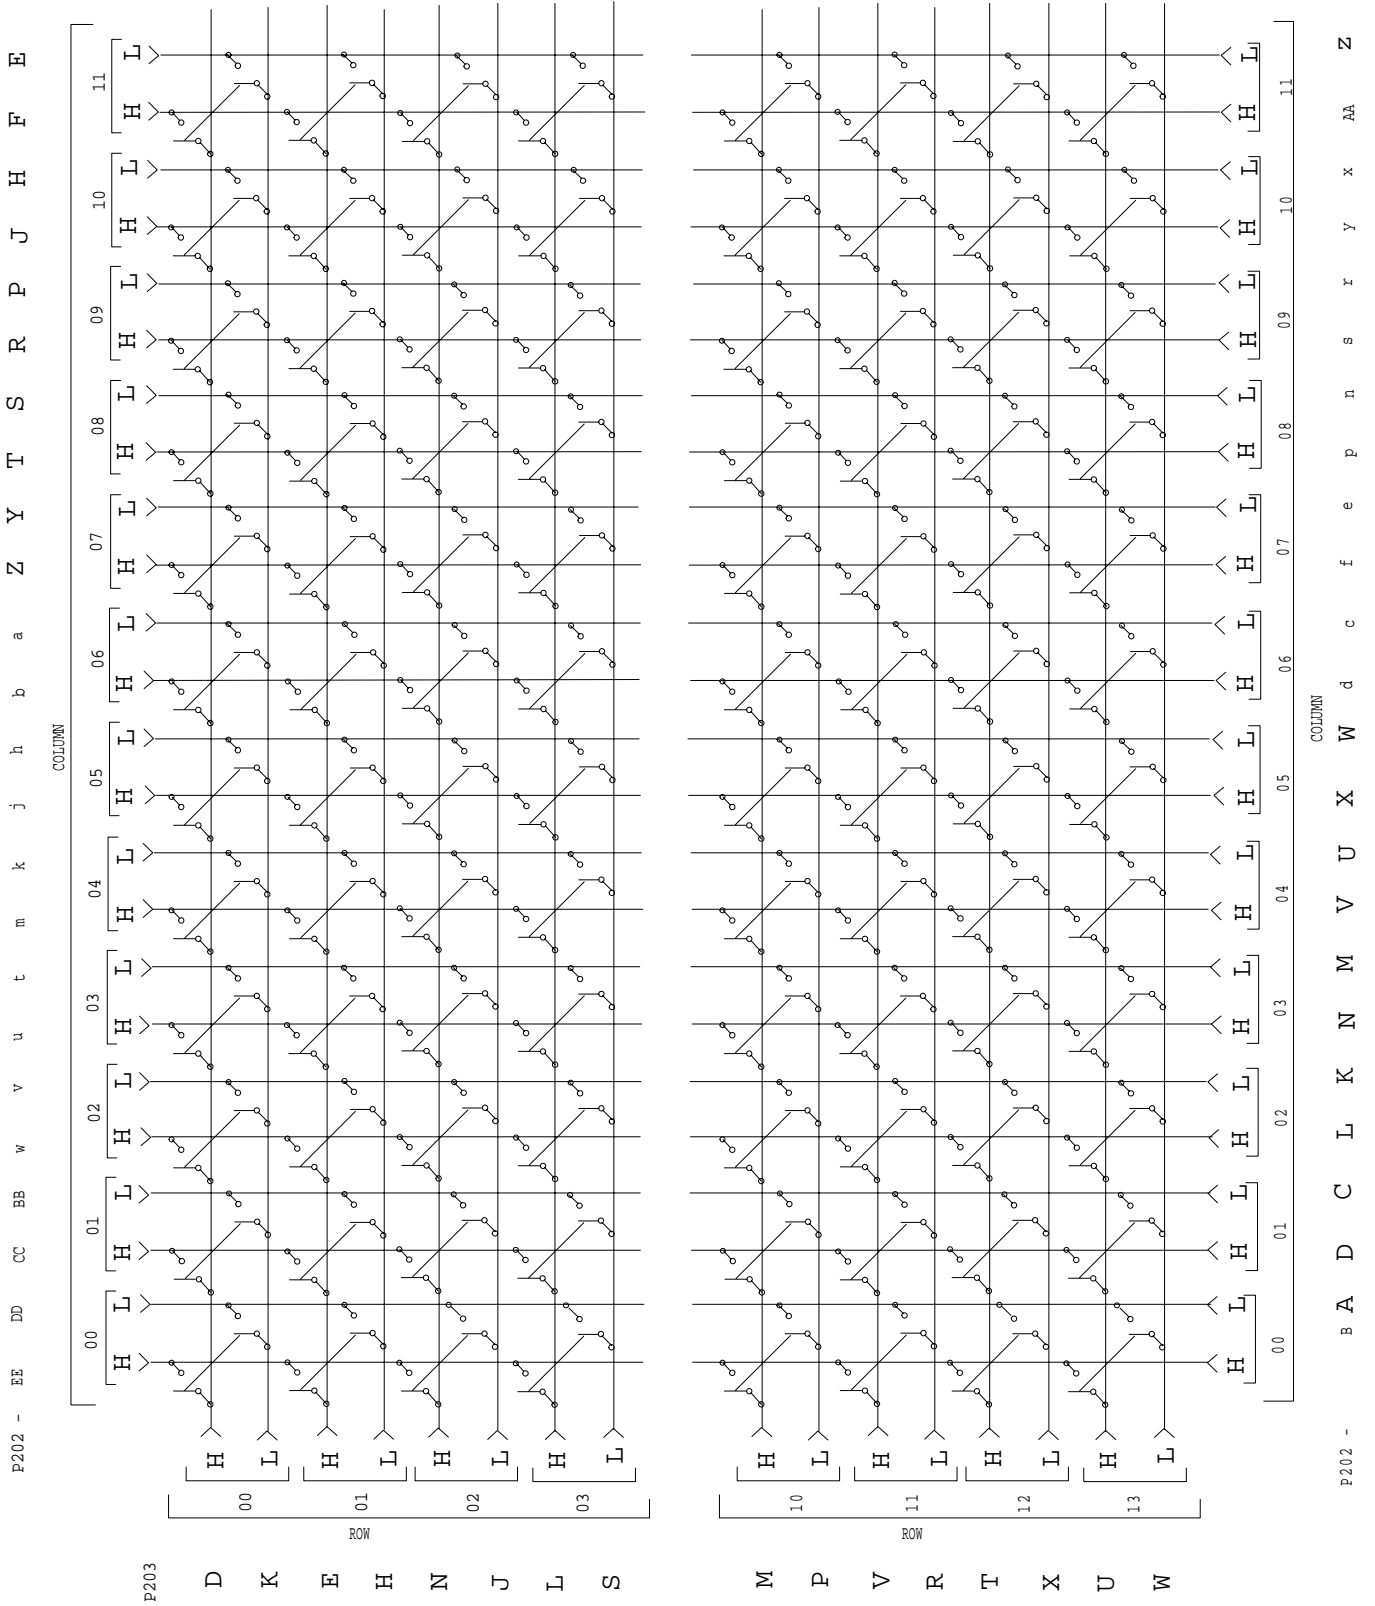 P202 - EE DD CC BB w v u t m k j h b a Z Y T S R P J H F E
COLUMN
00 01 02 03 04 05 06 07 08 09 10 11
H L H L H L H L H L H L H L H L H L H L H L H L
P203
D H
00
K L
E H
ROW 01
H L
N H
02
J L
L H
03
S L
M H
10
P L
V H
ROW 11
R L
T H
12
X L
U H
13
W L
H L H L H L H L H L H L H L H L H L H L H L H L
00 01 02 03 04 05 06 07 08 09 10 11
COLUMN
P202 - B A D C L K N M V U X W d c f e p n s r y x AA Z